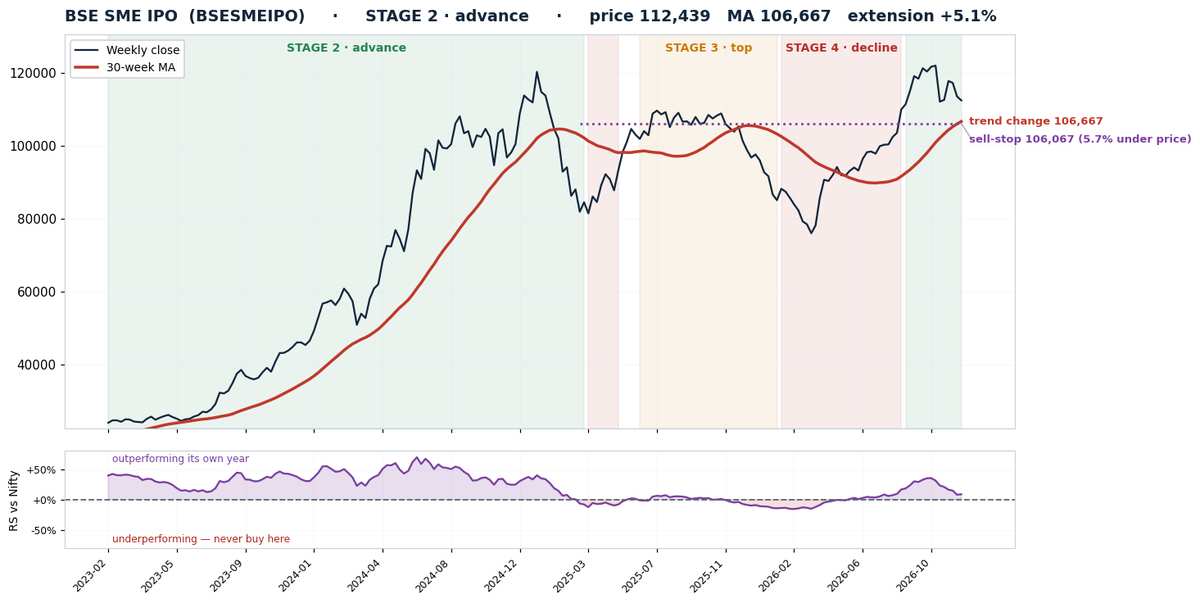 BSE SME IPO (BSESMEIPO) · STAGE 2 · advance · price 112,439 MA 106,667 extension +5.1%
Weekly close
30-week MA
STAGE 2 · advance
STAGE 3 · top
STAGE 4 · decline
120000
100000
80000
60000
40000
trend change 106,667
sell-stop 106,067 (5.7% under price)
RS vs Nifty
+50%
+0%
-50%
outperforming its own year
underperforming — never buy here
2023-02
2023-05
2023-09
2024-01
2024-04
2024-08
2024-12
2025-03
2025-07
2025-11
2026-02
2026-06
2026-10